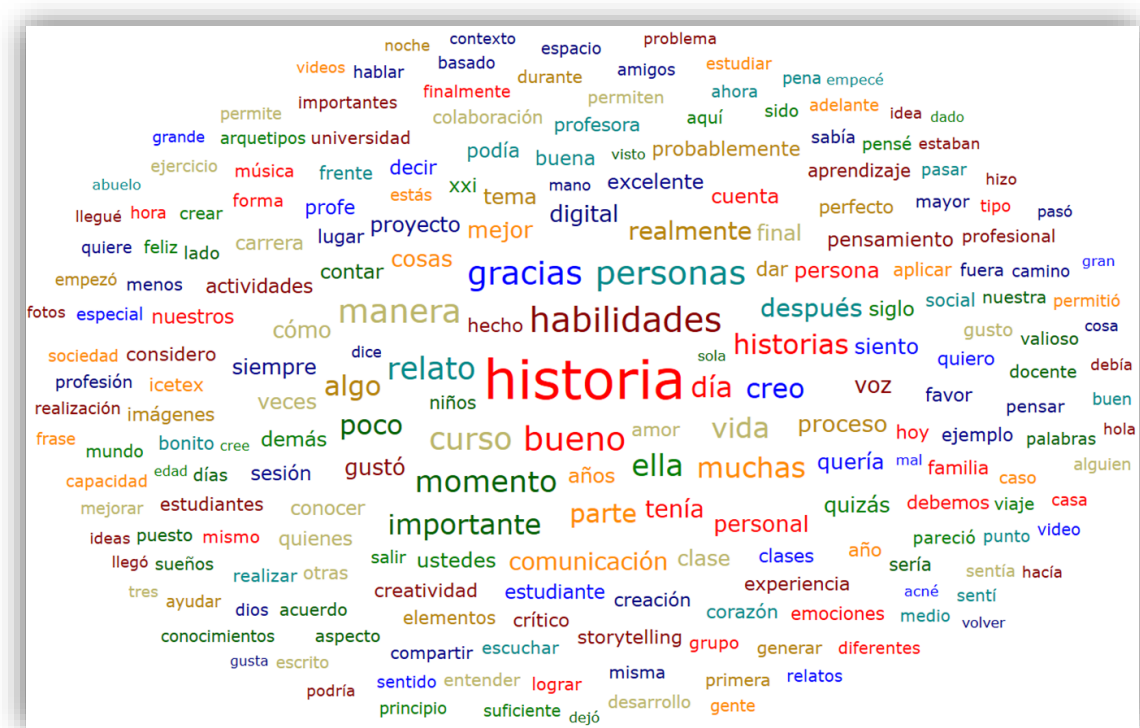 noche contexto espacio problema
videos hablar basado durante amigos estudiar pena empecé
permite importantes finalmente permiten ahora adelante idea dado
grande arquetipos universidad colaboración profesora aquí sido sabía pensé estaban
ejercicio música frente decir podía buena visto probablemente aprendizaje pasar hizo
abuelo forma estás xxi tema mano excelente cuenta perfecto mayor tipo pasó
llegué hora crear profe digital
quiere feliz lado carrera lugar proyecto mejor realmente final pensamiento profesional
empezó menos actividades contar cosas gracias personas dar persona aplicar fuera camino gran
fotos especial nuestros cómo manera hecho habilidades después siglo social nuestra permitió
sociedad considero siempre dice relato historia sola historias siento gusto valioso cosa
profesión icetex algo niños día creo voz quiero docente debía
realización imágenes veces poco curso bueno amor vida proceso favor pensar buen
frase mundo bonito cree demás hoy ejemplo palabras hola
capacidad edad días sesión gustó momento años ella muchas quería mal familia caso alguien
mejorar estudiantes conocer importante parte tenía personal quizás debemos viaje casa
ideas puesto mismo quienes pareció punto video
llegó sueños realizar otras salir ustedes comunicación clase clases año sería sentía hacía
tres ayudar dios acuerdo creatividad estudiante creación experiencia acné sentí
conocimientos aspecto elementos crítico storytelling corazón emociones medio volver
gusta escrito compartir escuchar misma grupo generar diferentes
podría sentido entender lograr desarrollo primera relatos
principio suficiente dejó gente